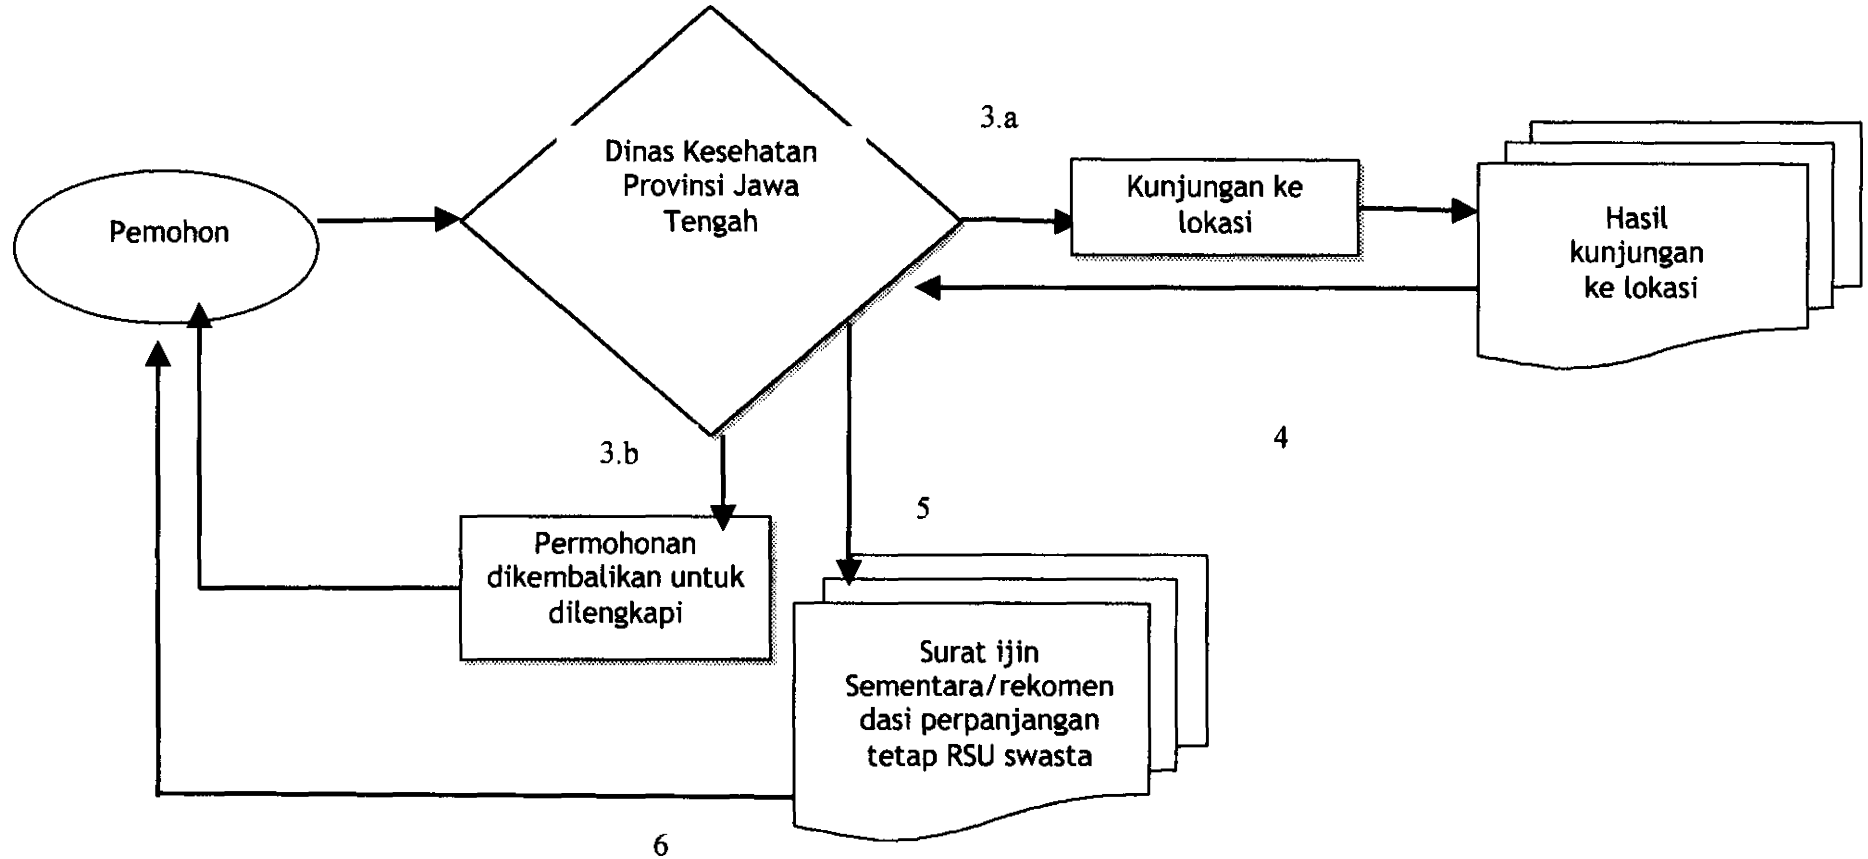 3.a
Dinas Kesehatan
Provinsi Jawa
Tengah
Pemohon
Kunjungan ke
lokasi
Hasil
kunjungan
ke lokasi
3.b
4
5
Permohonan
dikembalikan untuk
dilengkapi
Surat ijin
Sementara/rekomen
dasi perpanjangan
tetap RSU swasta
6